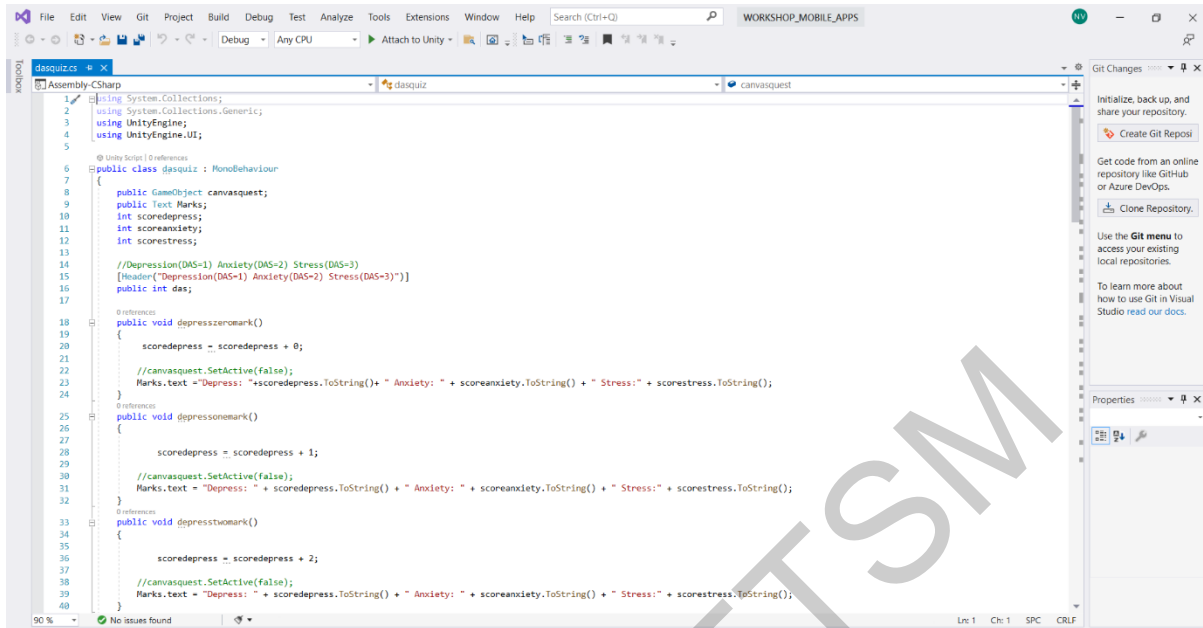 File Edit View Git Project Build Debug Test Analyze Tools Extensions Window Help Search (Ctrl+Q) WORKSHOP_MOBILE_APPS NV
Debug Any CPU Attach to Unity
Toolbox
dasquiz.cs
Assembly-CSharp dasquiz canvasquest
1 using System.Collections;
2 using System.Collections.Generic;
3 using UnityEngine;
4 using UnityEngine.UI;
5
Unity Script | 0 references
6 public class dasquiz : MonoBehaviour
7 {
8 public GameObject canvasquest;
9 public Text Marks;
10 int scoredepress;
11 int scoreanxiety;
12 int scorestress;
13
14 //Depression(DAS=1) Anxiety(DAS=2) Stress(DAS=3)
15 [Header("Depression(DAS=1) Anxiety(DAS=2) Stress(DAS=3)")]
16 public int das;
17
0 references
18 public void depresszeromark()
19 {
20 scoredepress = scoredepress + 0;
21
22 //canvasquest.SetActive(false);
23 Marks.text ="Depress: "+scoredepress.ToString()+ " Anxiety: " + scoreanxiety.ToString() + " Stress:" + scorestress.ToString();
24 }
0 references
25 public void depressonemark()
26 {
27
28 scoredepress = scoredepress + 1;
29
30 //canvasquest.SetActive(false);
31 Marks.text = "Depress: " + scoredepress.ToString() + " Anxiety: " + scoreanxiety.ToString() + " Stress:" + scorestress.ToString();
32 }
0 references
33 public void depresstwomark()
34 {
35
36 scoredepress = scoredepress + 2;
37
38 //canvasquest.SetActive(false);
39 Marks.text = "Depress: " + scoredepress.ToString() + " Anxiety: " + scoreanxiety.ToString() + " Stress:" + scorestress.ToString();
40 }
90 % No issues found Ln: 1 Ch: 1 SPC CRLF
Git Changes
Initialize, back up, and
share your repository.
Create Git Reposi
Get code from an online
repository like GitHub
or Azure DevOps.
Clone Repository.
Use the Git menu to
access your existing
local repositories.
To learn more about
how to use Git in Visual
Studio read our docs.
Properties
TSM